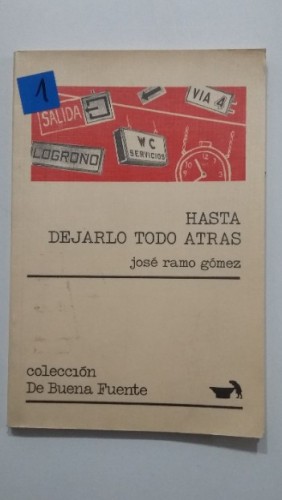 1
SALIDA
VIA 4
LOGROÑO
WC
SERVICIOS
HASTA
DEJARLO TODO ATRAS
josé ramo gómez
colección
De Buena Fuente